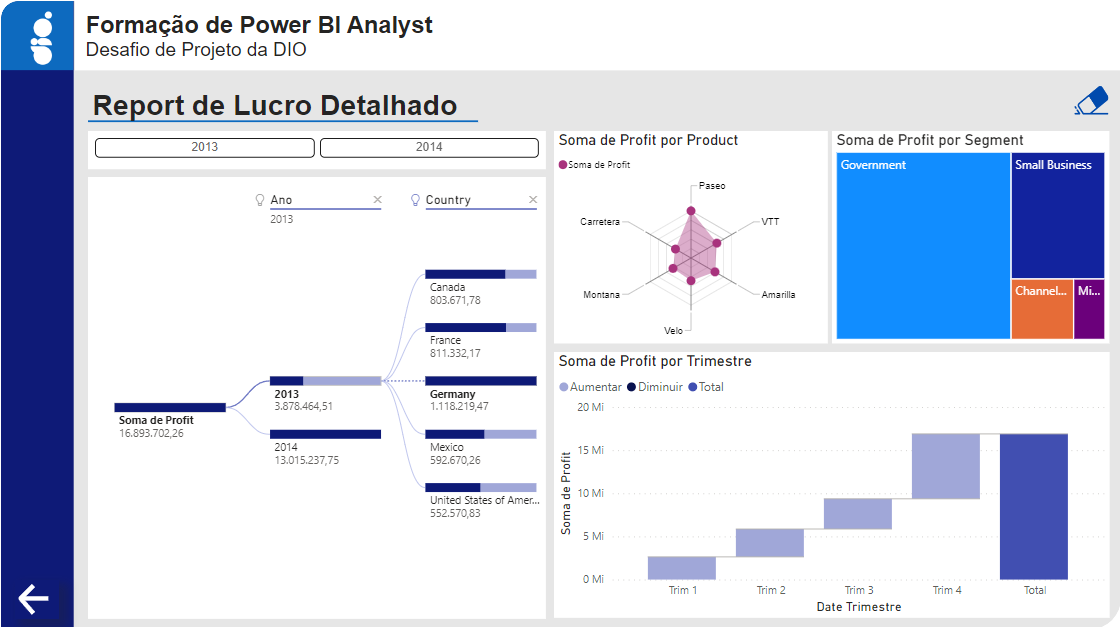 Formação de Power BI Analyst
Desafio de Projeto da DIO
Report de Lucro Detalhado
2013
2014
Ano
2013
Country
Soma de Profit
16.893.702,26
2013
3.878.464,51
2014
13.015.237,75
Canada
803.671,78
France
811.332,17
Germany
1.118.219,47
Mexico
592.670,26
United States of Amer...
552.570,83
Soma de Profit por Product
Soma de Profit
Paseo
VTT
Amarilla
Velo
Montana
Carretera
Soma de Profit por Segment
Government
Small Business
Channel...
Mi...
Soma de Profit por Trimestre
Aumentar
Diminuir
Total
Soma de Profit
20 Mi
15 Mi
10 Mi
5 Mi
0 Mi
Trim 1
Trim 2
Trim 3
Trim 4
Total
Date Trimestre